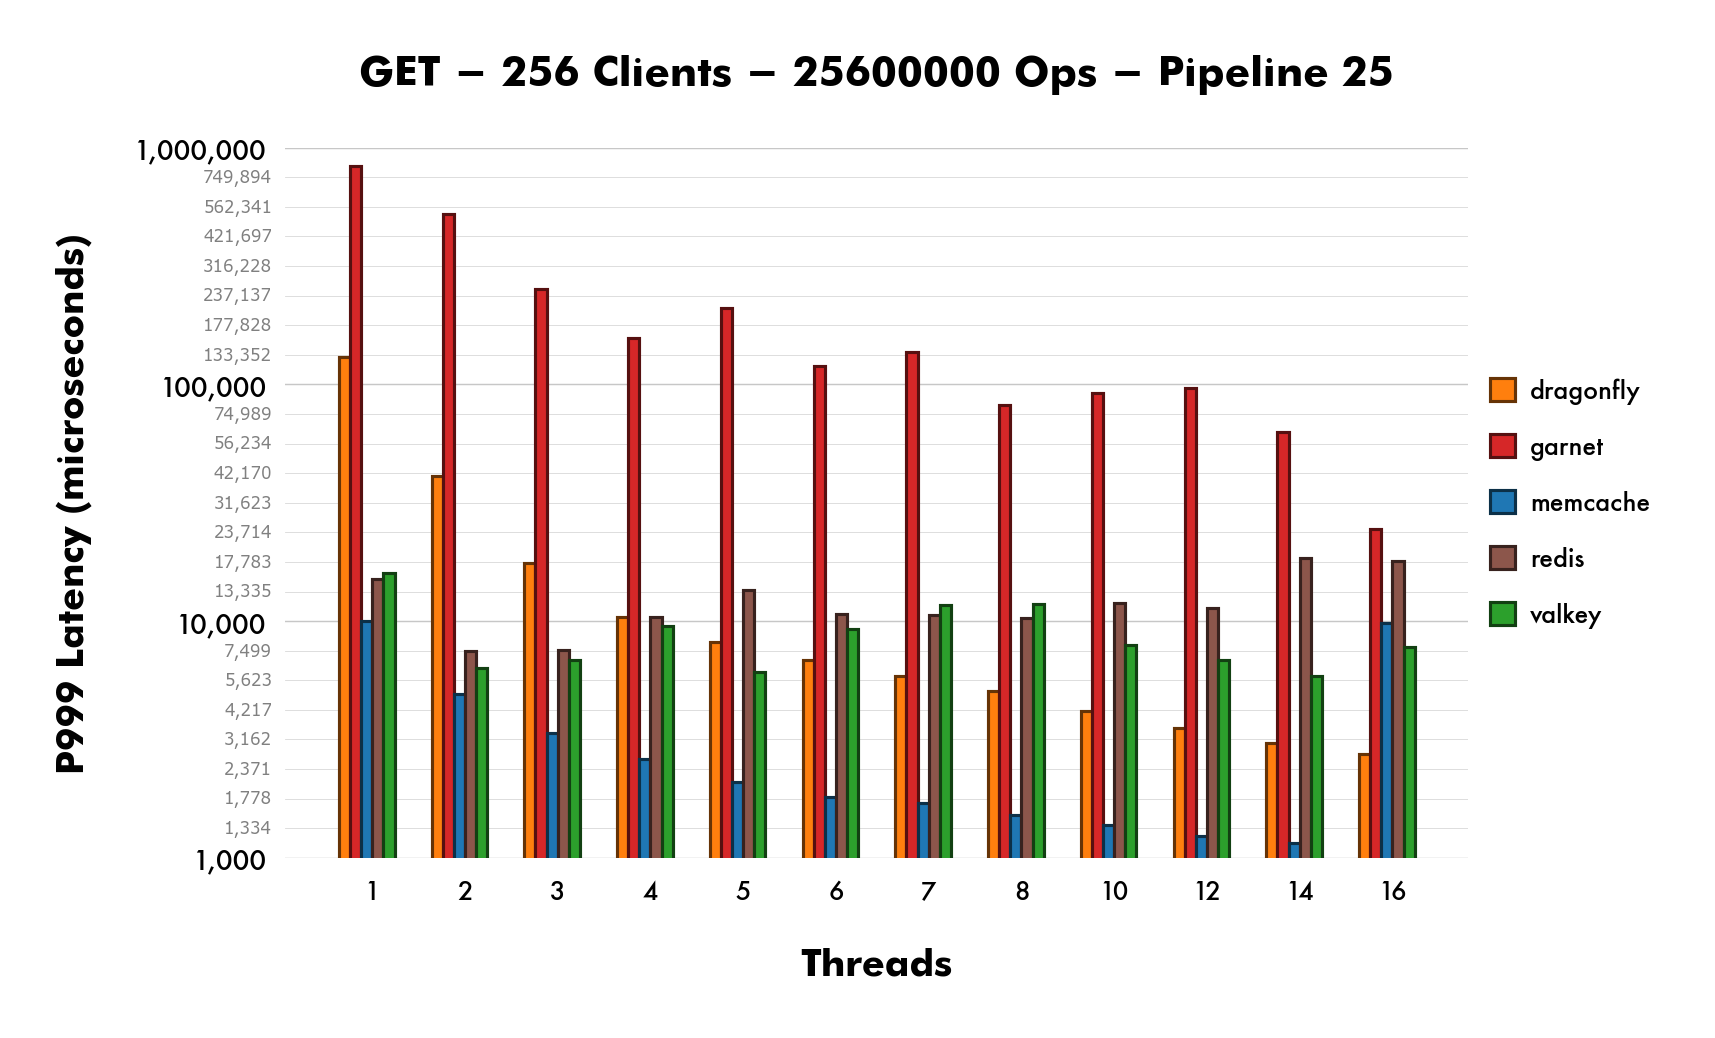 GET – 256 Clients – 25600000 Ops – Pipeline 25
P999 Latency (microseconds)
1,000,000
749,894
562,341
421,697
316,228
237,137
177,828
133,352
100,000
74,989
56,234
42,170
31,623
23,714
17,783
13,335
10,000
7,499
5,623
4,217
3,162
2,371
1,778
1,334
1,000
1 2 3 4 5 6 7 8 10 12 14 16
Threads
dragonfly
garnet
memcache
redis
valkey